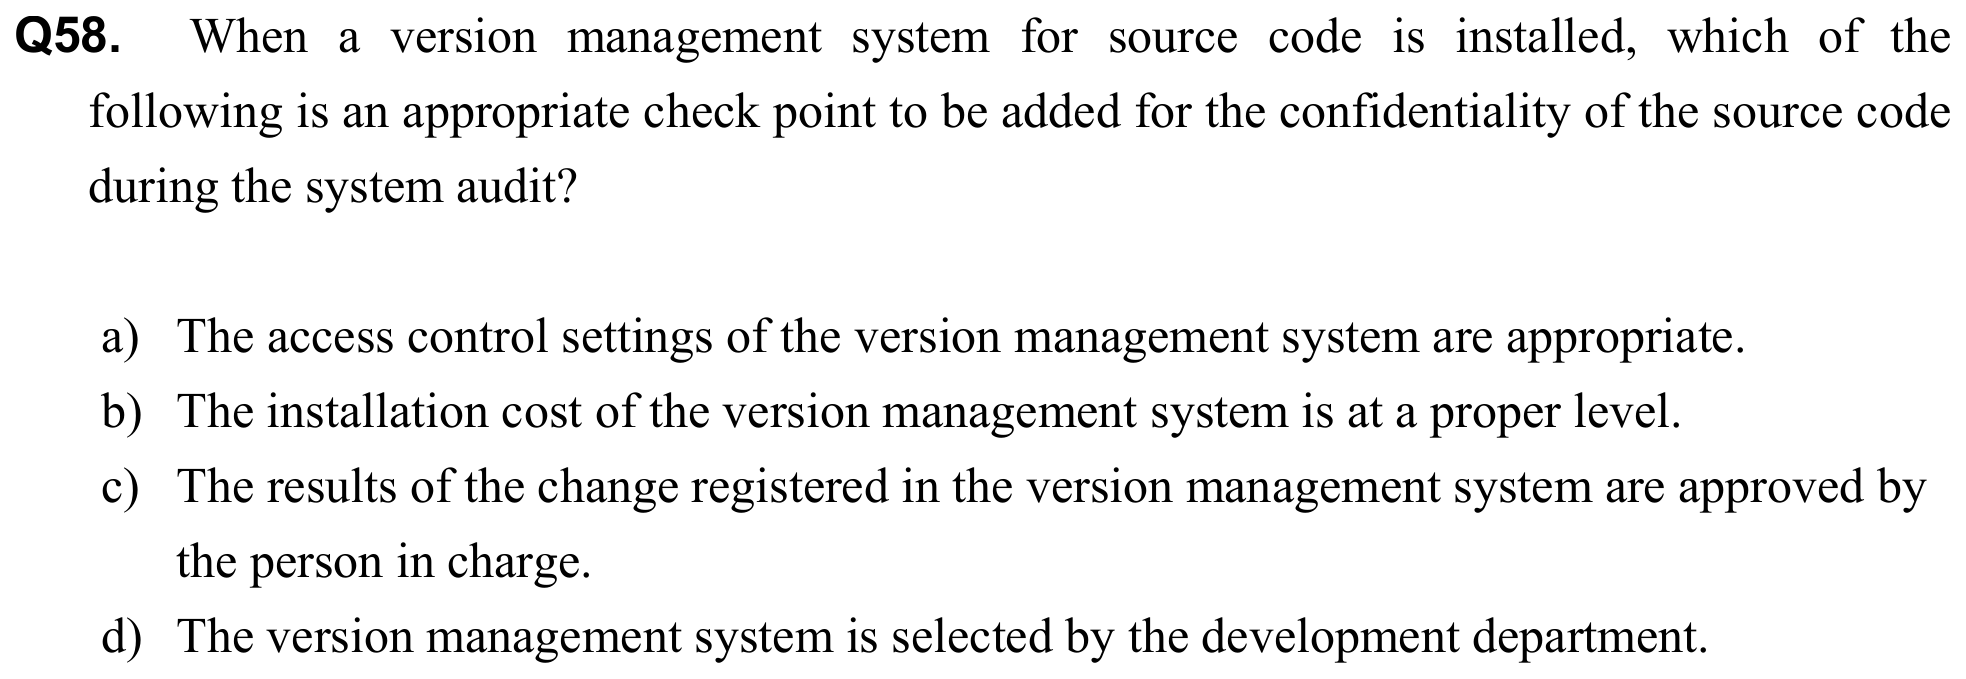 Q58. When a version management system for source code is installed, which of the
following is an appropriate check point to be added for the confidentiality of the source code
during the system audit?
a) The access control settings of the version management system are appropriate.
b) The installation cost of the version management system is at a proper level.
c) The results of the change registered in the version management system are approved by
the person in charge.
d) The version management system is selected by the development department.